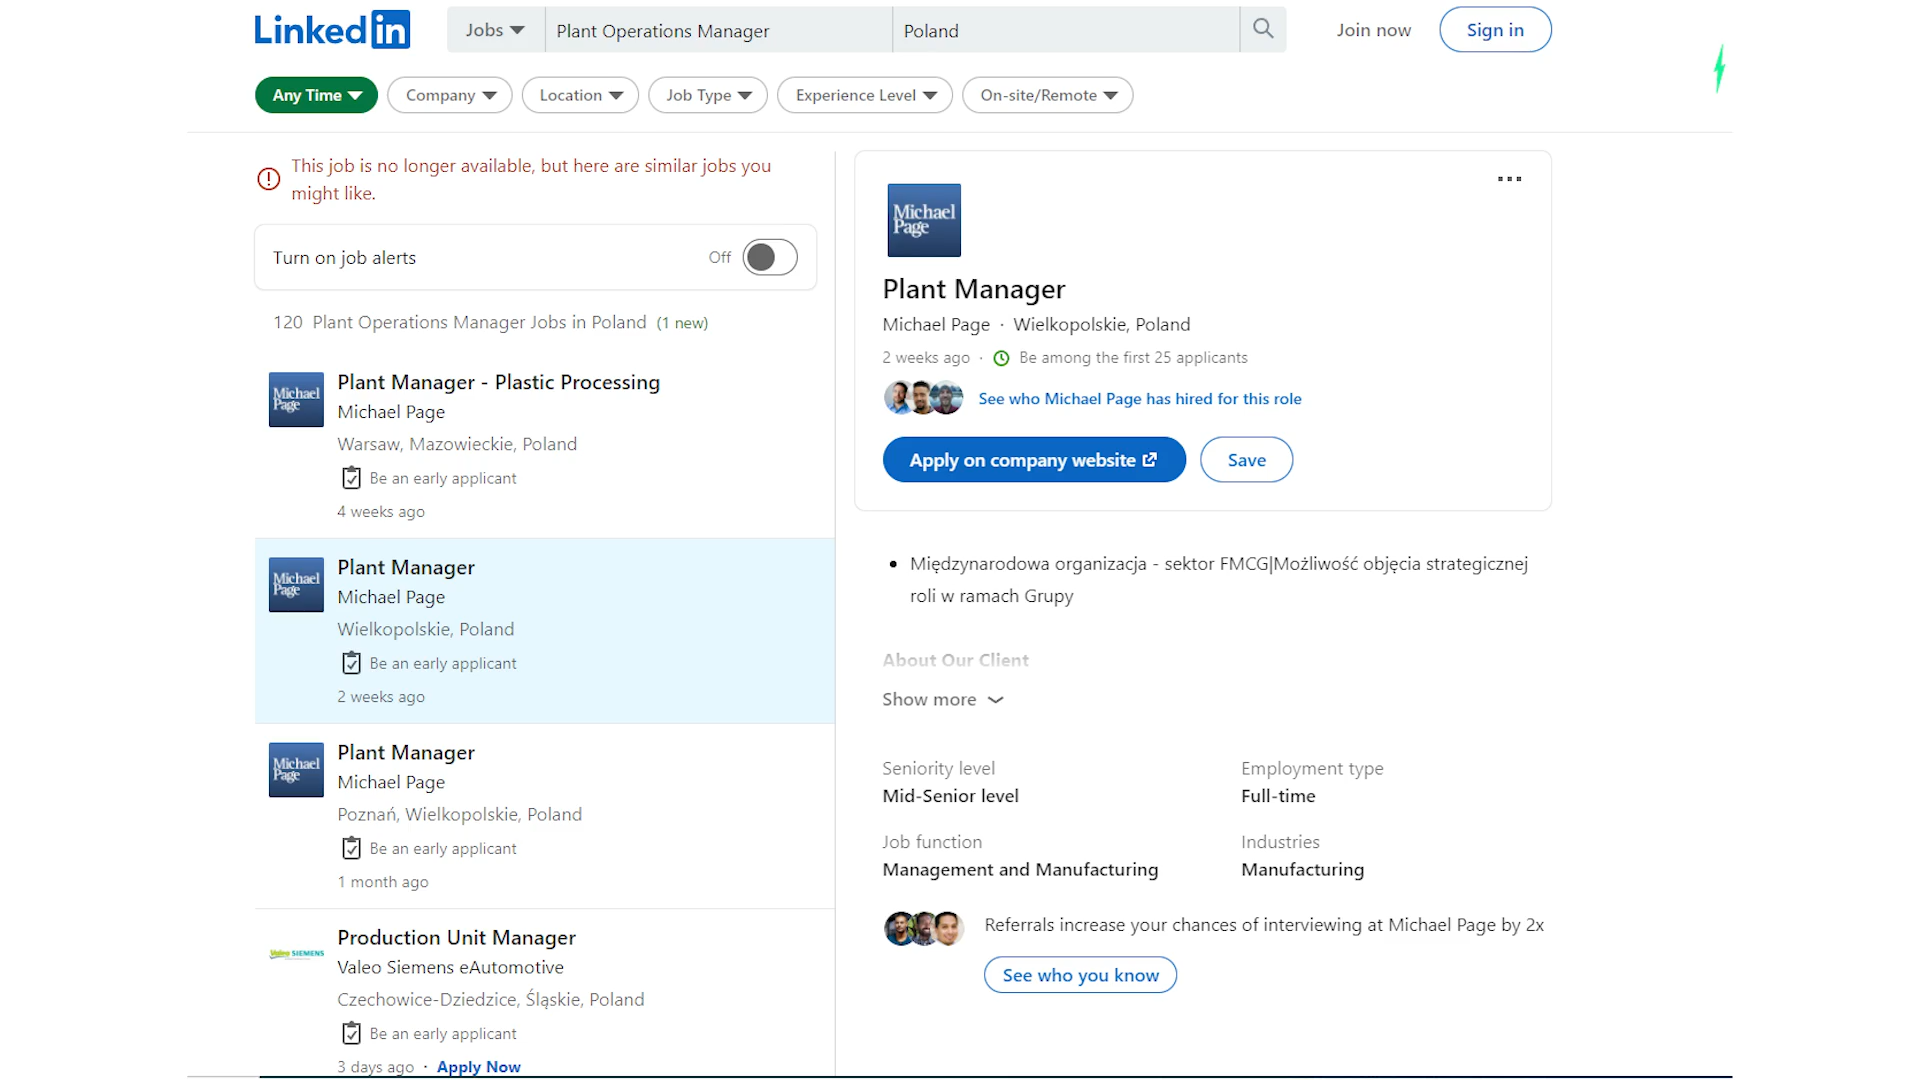 Linked in
Jobs
Plant Operations Manager
Poland
Join now
Sign in
Any Time
Company
Location
Job Type
Experience Level
On-site/Remote
This job is no longer available, but here are similar jobs you
might like.
Turn on job alerts
Off
120 Plant Operations Manager Jobs in Poland (1 new)
Michael
Page
Plant Manager - Plastic Processing
Michael Page
Warsaw, Mazowieckie, Poland
Be an early applicant
4 weeks ago
Michael
Page
Plant Manager
Michael Page
Wielkopolskie, Poland
Be an early applicant
2 weeks ago
Michael
Page
Plant Manager
Michael Page
Poznań, Wielkopolskie, Poland
Be an early applicant
1 month ago
Valeo SIEMENS
Production Unit Manager
Valeo Siemens eAutomotive
Czechowice-Dziedzice, Śląskie, Poland
Be an early applicant
3 days ago · Apply Now
Michael
Page
Plant Manager
Michael Page · Wielkopolskie, Poland
2 weeks ago · Be among the first 25 applicants
See who Michael Page has hired for this role
Apply on company website
Save
Międzynarodowa organizacja - sektor FMCG|Możliwość objęcia strategicznej
roli w ramach Grupy
About Our Client
Show more
Seniority level
Mid-Senior level
Employment type
Full-time
Job function
Management and Manufacturing
Industries
Manufacturing
Referrals increase your chances of interviewing at Michael Page by 2x
See who you know